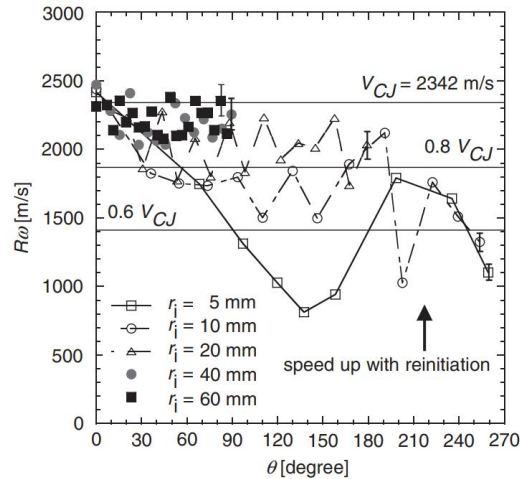 3000
2500
2000
1500
1000
500
0
Rω [m/s]
V_CJ = 2342 m/s
0.8 V_CJ
0.6 V_CJ
r_i = 5 mm
r_i = 10 mm
r_i = 20 mm
r_i = 40 mm
r_i = 60 mm
speed up with reinitiation
0 30 60 90 120 150 180 210 240 270
θ [degree]